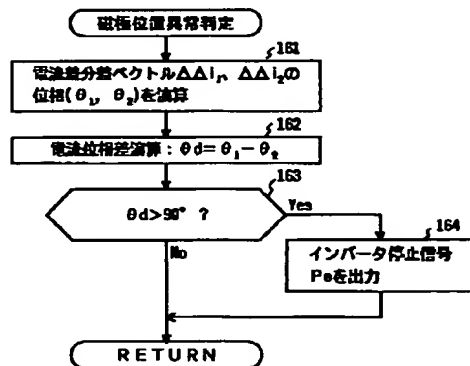 磁極位置異常判定
161
電流差分差ベクトルΔΔi₁、ΔΔi₂の
位相(θ₁, θ₂)を演算
162
電流位相差演算：θd=θ₁−θ₂
163
θd>90°？
Yes
No
164
インバータ停止信号
Peを出力
RETURN